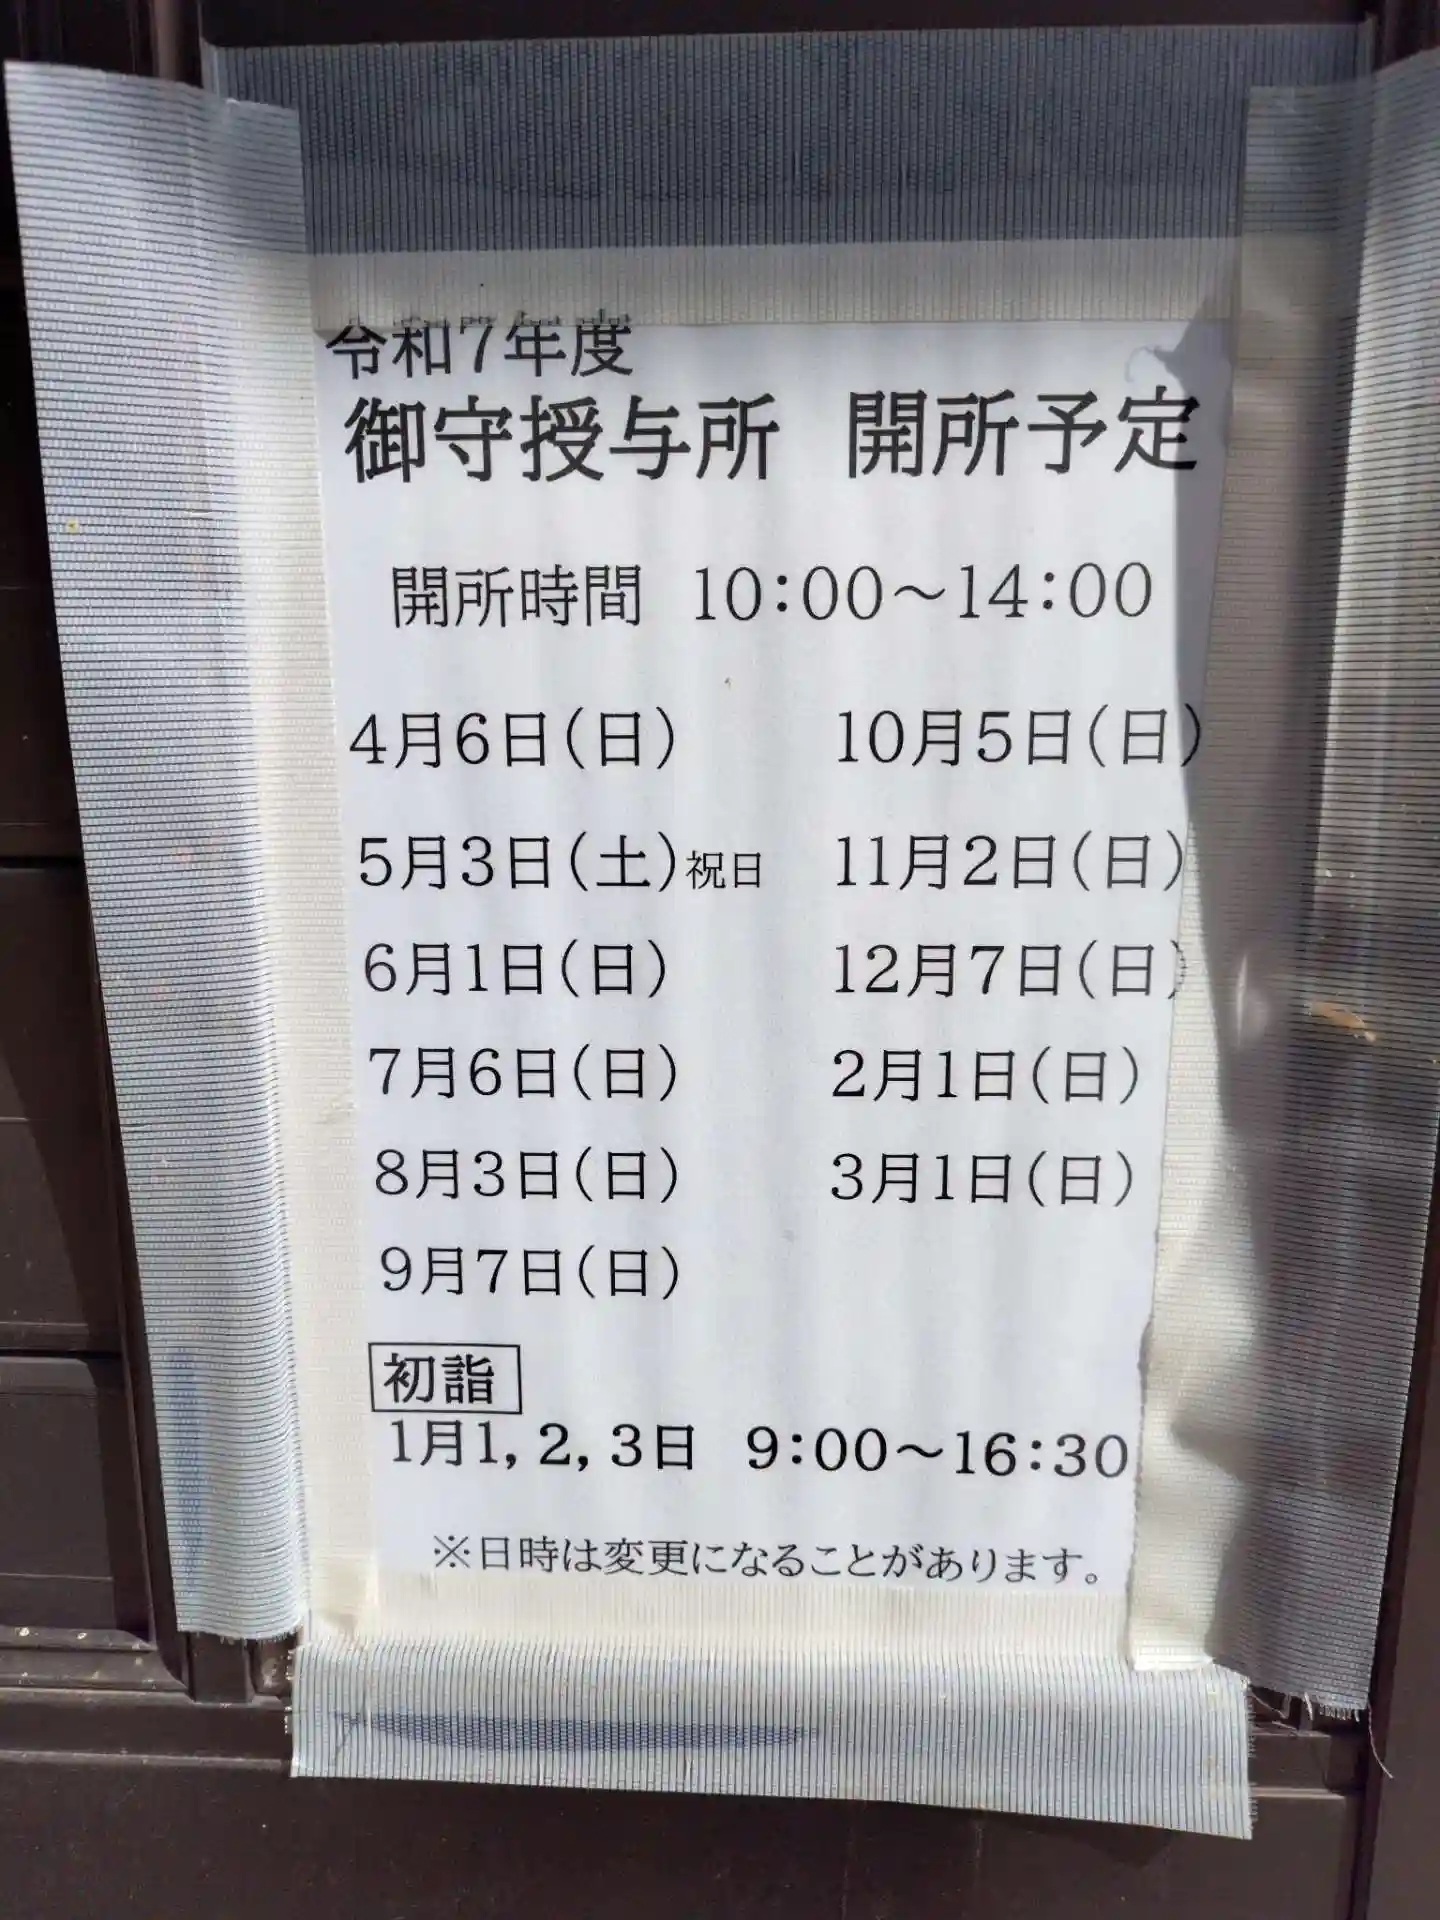 令和7年度
御守授与所 開所予定
開所時間 10:00～14:00
4月6日(日)
5月3日(土)祝日
6月1日(日)
7月6日(日)
8月3日(日)
9月7日(日)
10月5日(日)
11月2日(日)
12月7日(日)
2月1日(日)
3月1日(日)
初詣
1月1,2,3日 9:00～16:30
※日時は変更になることがあります。